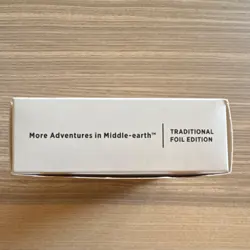 More Adventures in Middle-earth™
TRADITIONAL
FOIL EDITION